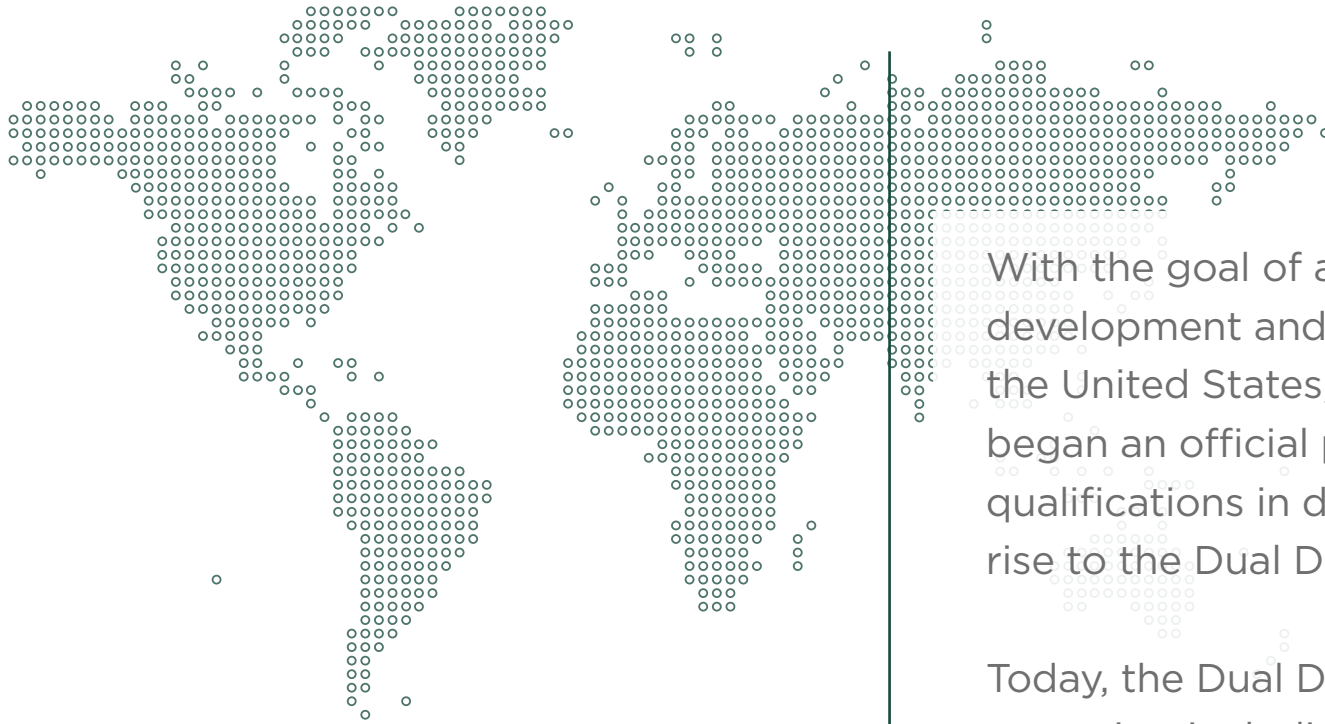 With the goal of a
development and
the United States,
began an official p
qualifications in d
rise to the Dual D
Today, the Dual D